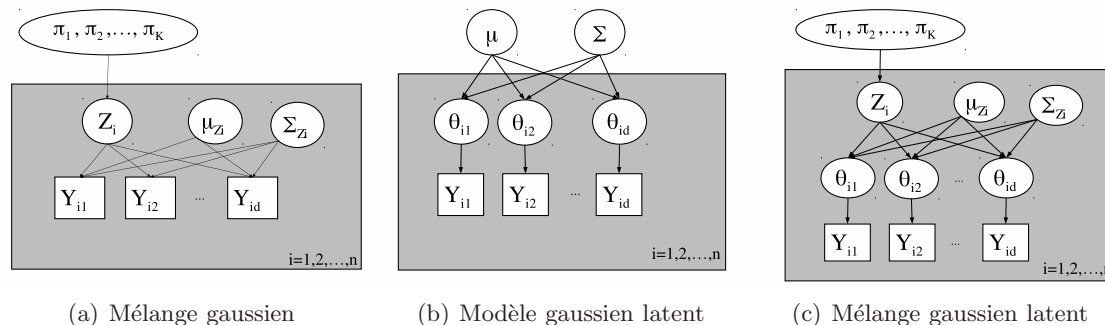 π1, π2,..., πK
Zi μZi ΣZi
Yi1 Yi2 ... Yid
i=1,2,...,n
(a) Mélange gaussien
μ Σ
θi1 θi2 θid
Yi1 Yi2 ... Yid
i=1,2,...,n
(b) Modèle gaussien latent
π1, π2,..., πK
Zi μZi ΣZi
θi1 θi2 ... θid
Yi1 Yi2 ... Yid
i=1,2,...,n
(c) Mélange gaussien latent